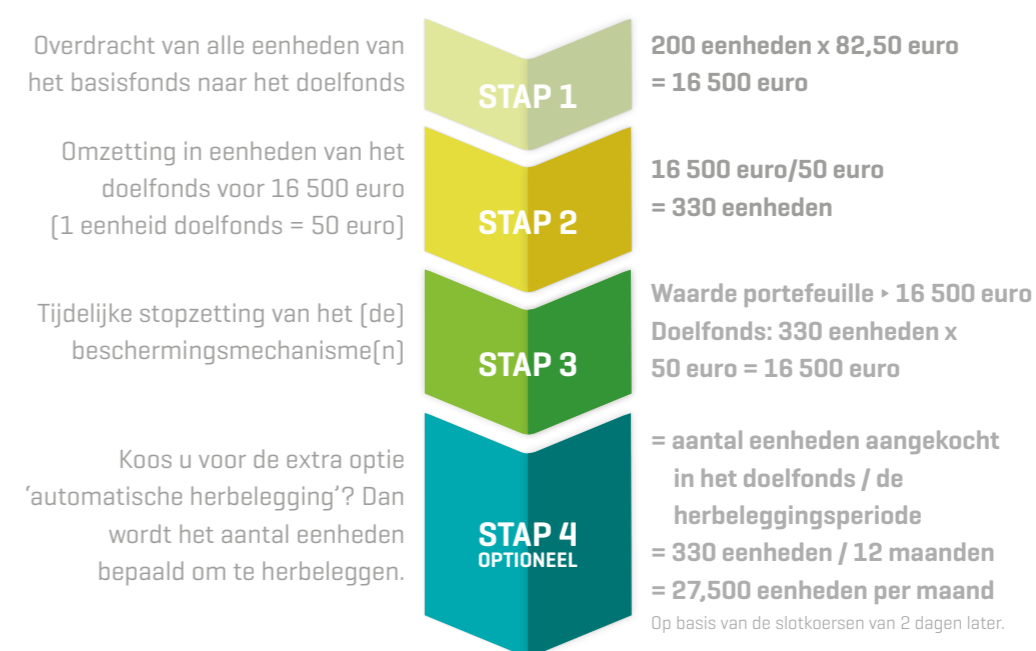 Overdracht van alle eenheden van
het basisfonds naar het doelfonds
STAP 1
200 eenheden x 82,50 euro
= 16 500 euro
Omzetting in eenheden van het
doelfonds voor 16 500 euro
(1 eenheid doelfonds = 50 euro)
STAP 2
16 500 euro/50 euro
= 330 eenheden
Tijdelijke stopzetting van het (de)
beschermingsmechanisme(n)
STAP 3
Waarde portefeuille ▸ 16 500 euro
Doelfonds: 330 eenheden x
50 euro = 16 500 euro
Koos u voor de extra optie
‘automatische herbelegging’? Dan
wordt het aantal eenheden
bepaald om te herbeleggen.
STAP 4
OPTIONEEL
= aantal eenheden aangekocht
in het doelfonds / de
herbeleggingsperiode
= 330 eenheden / 12 maanden
= 27,500 eenheden per maand
Op basis van de slotkoersen van 2 dagen later.